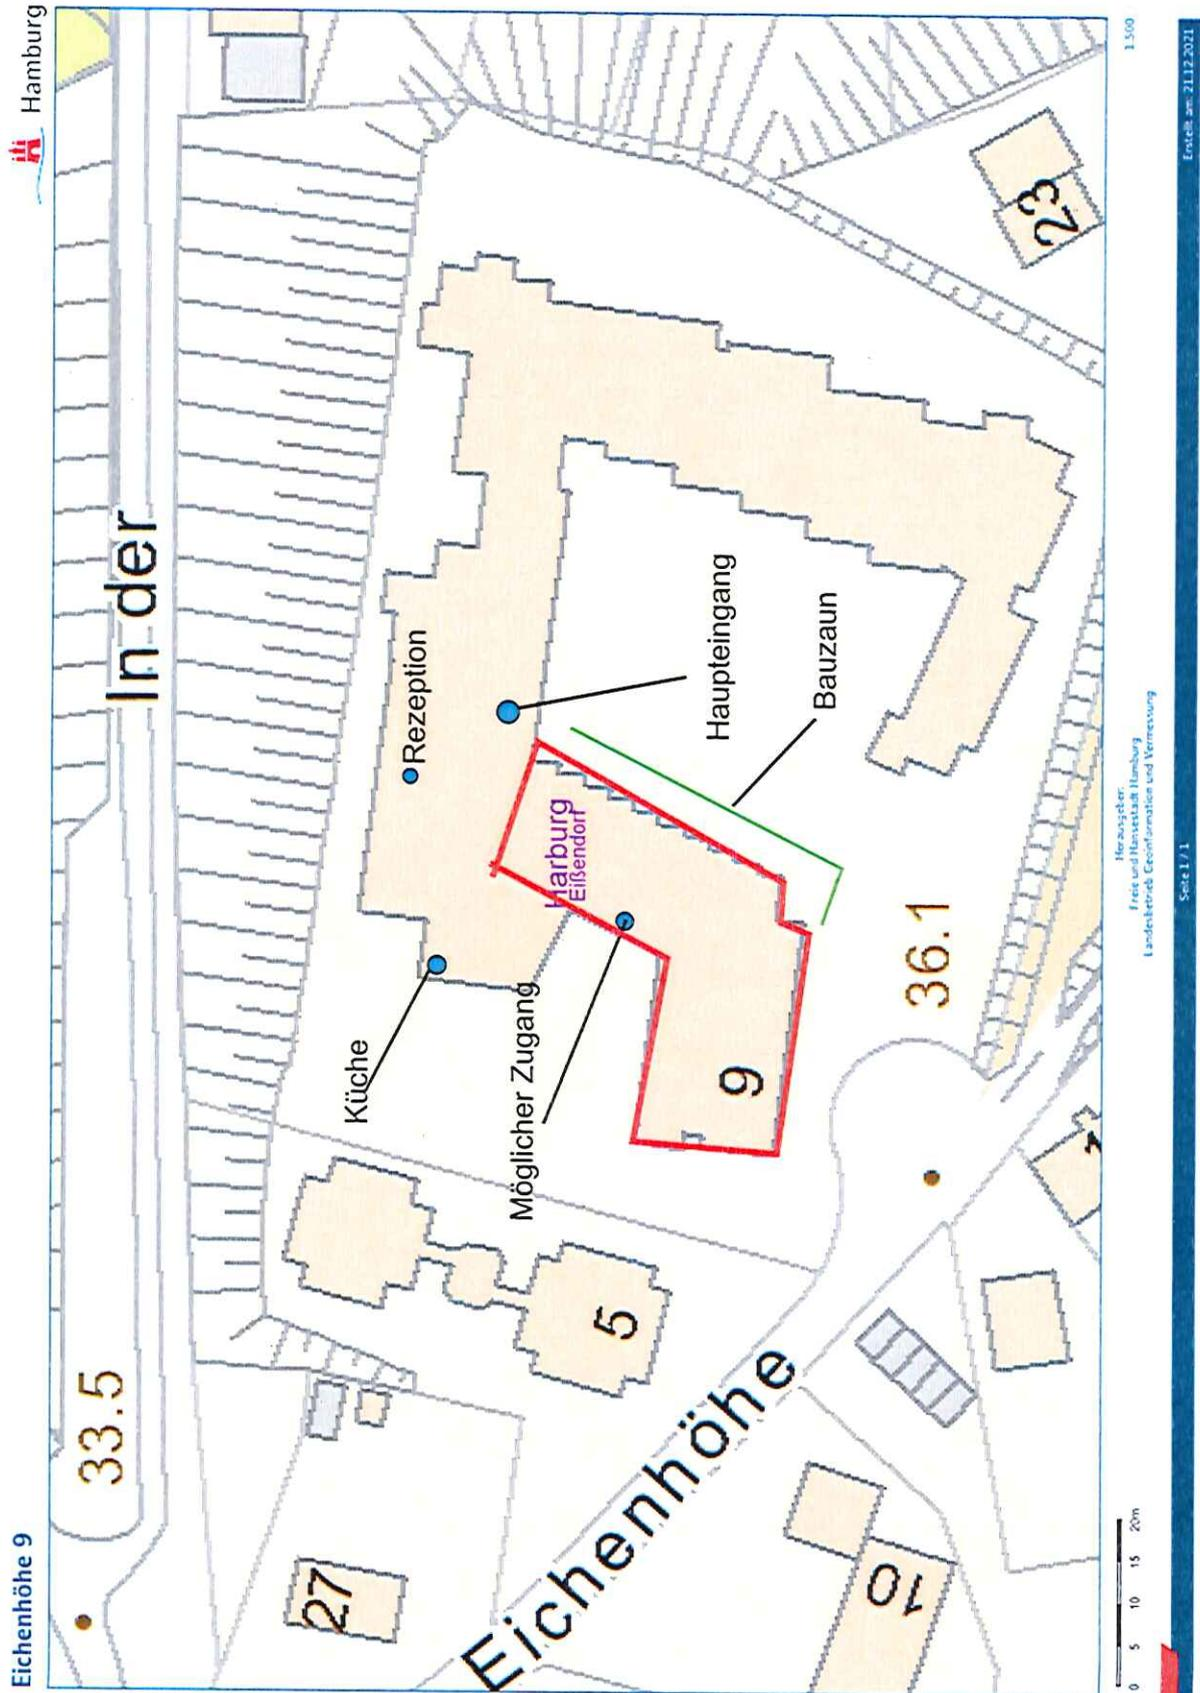 Eichenhöhe 9
Hamburg
33.5
In der
27
5
Küche
Rezeption
Möglicher Zugang
Harburg
Eißendorf
Haupteingang
Bauzaun
9
36.1
23
Eichenhöhe
10
0 5 10 15 20m
Herausgeber:
Freie und Hansestadt Hamburg
Landesbetrieb Geoinformation und Vermessung
1:500
Seite 1 / 1
Erstellt am: 21.12.2021